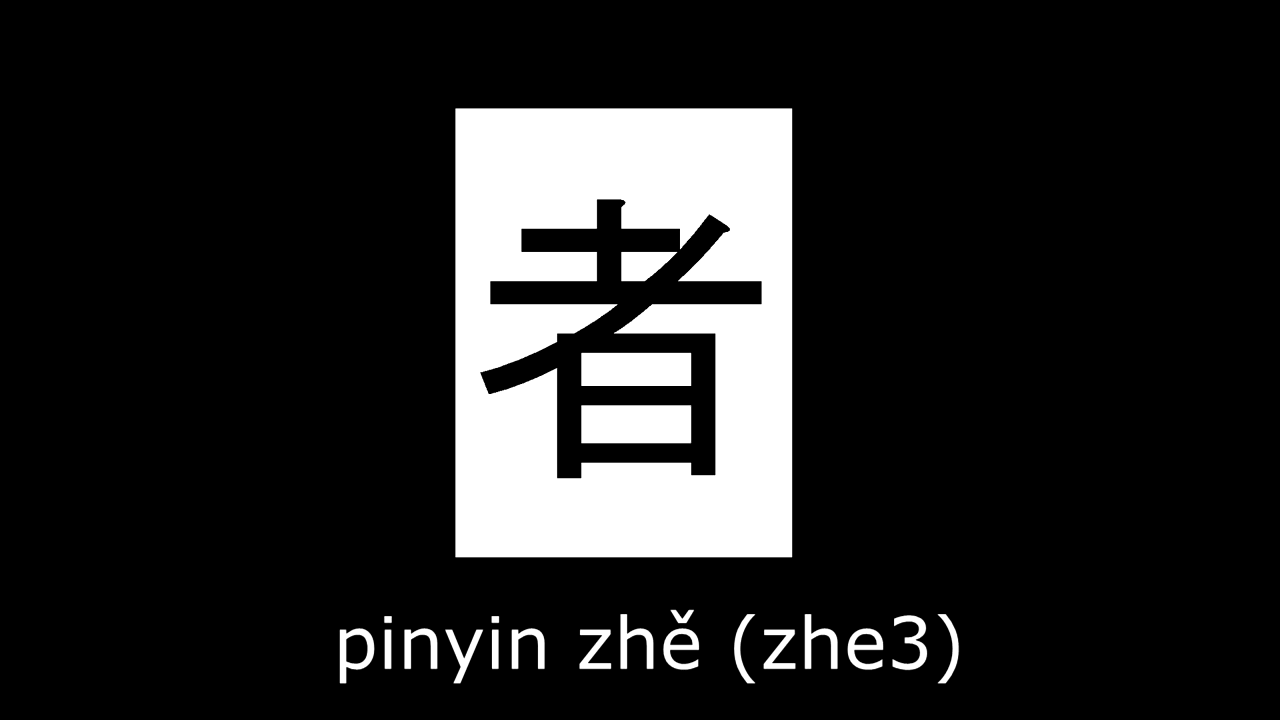 者
pinyin zhě (zhe3)